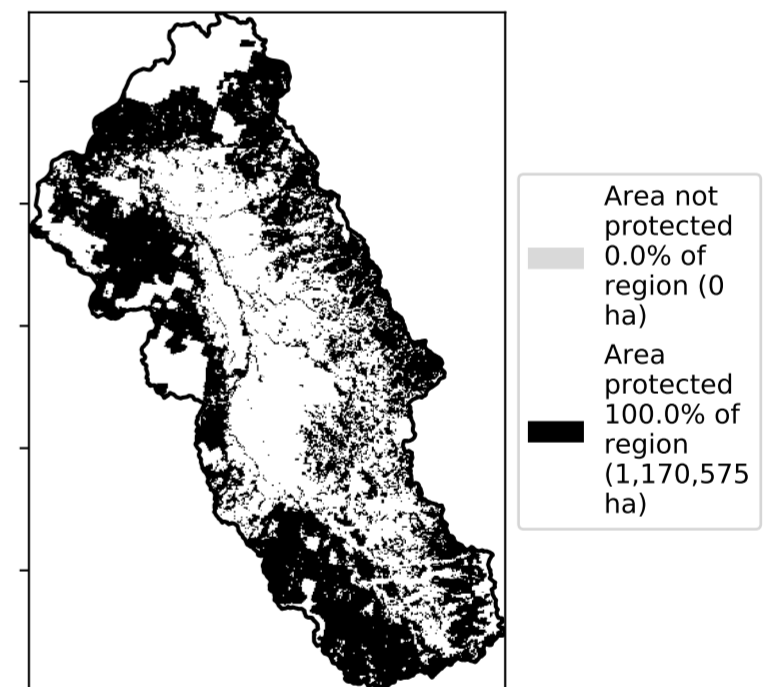 Area not
protected
0.0% of
region (0
ha)
Area
protected
100.0% of
region
(1,170,575
ha)